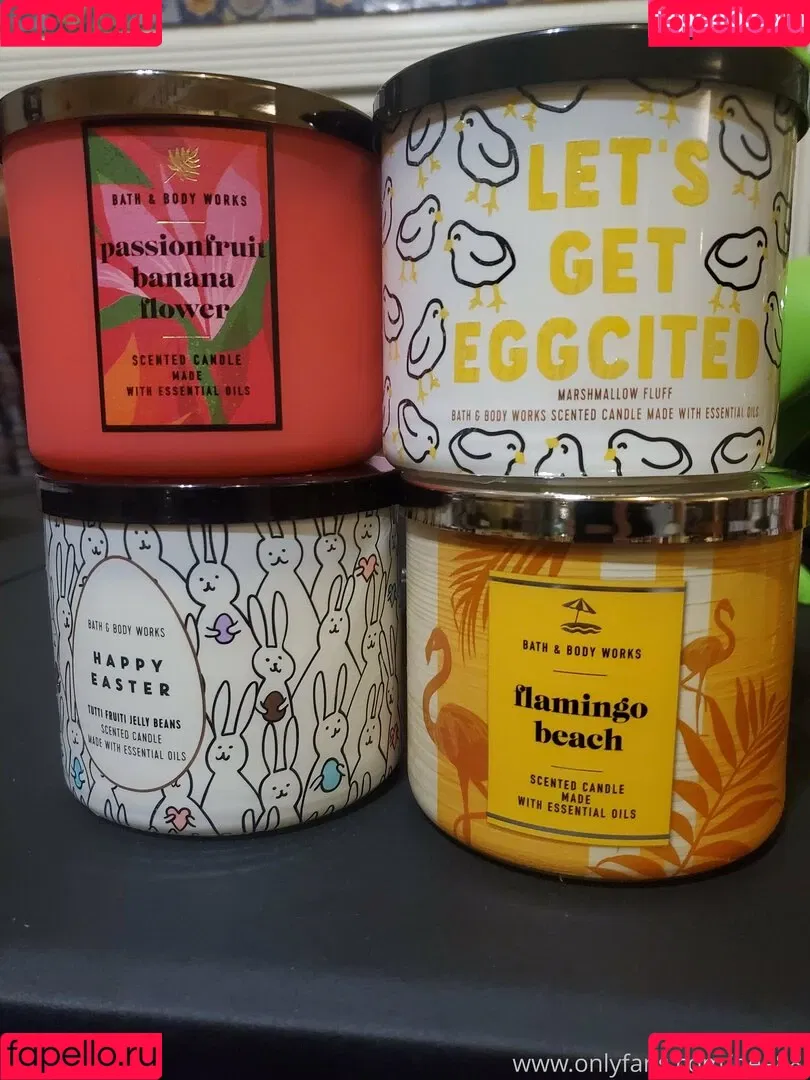 fapello.ru
fapello.ru
BATH & BODY WORKS
passionfruit
banana
flower
SCENTED CANDLE
MADE
WITH ESSENTIAL OILS
LET'S
GET
EGGCITED
MARSHMALLOW FLUFF
BATH & BODY WORKS SCENTED CANDLE MADE WITH ESSENTIAL OILS
BATH & BODY WORKS
HAPPY
EASTER
TUTTI FRUITI JELLY BEANS
SCENTED CANDLE
MADE WITH ESSENTIAL OILS
BATH & BODY WORKS
flamingo
beach
SCENTED CANDLE
MADE
WITH ESSENTIAL OILS
fapello.ru
fapello.ru